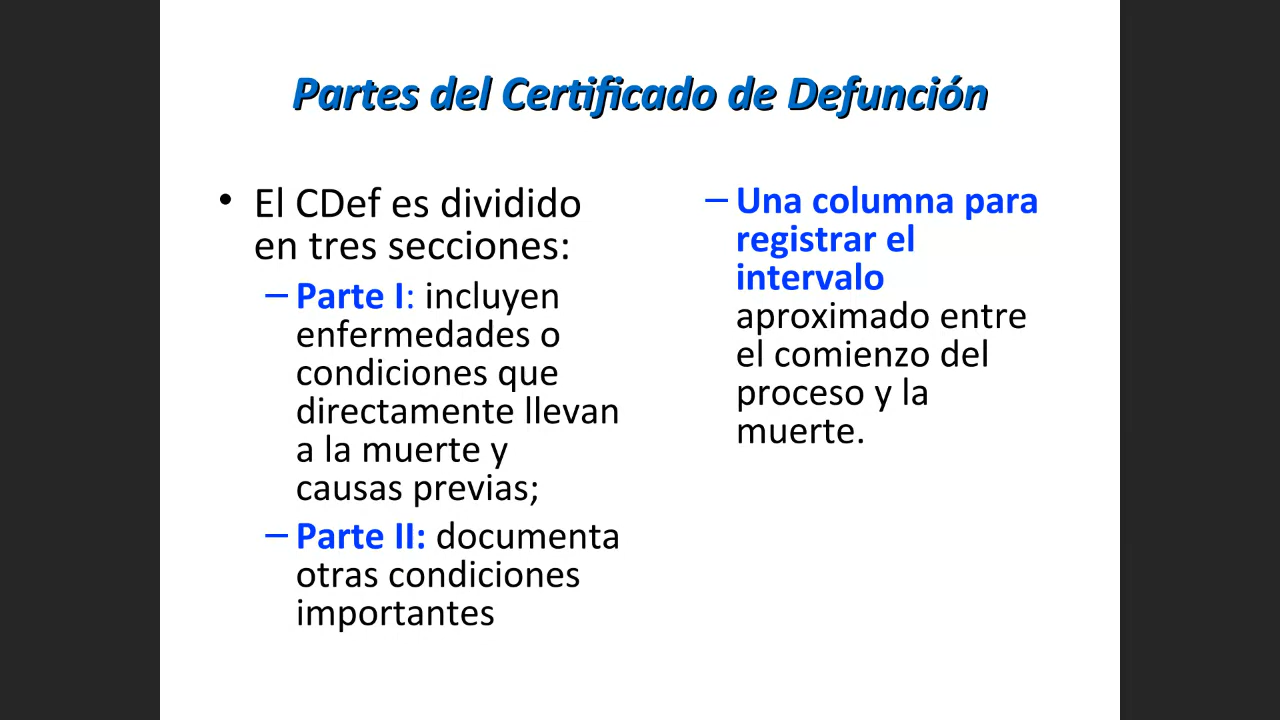 Partes del Certificado de Defunción
• El CDef es dividido
en tres secciones:
– Parte I: incluyen
enfermedades o
condiciones que
directamente llevan
a la muerte y
causas previas;
– Parte II: documenta
otras condiciones
importantes
– Una columna para
registrar el
intervalo
aproximado entre
el comienzo del
proceso y la
muerte.